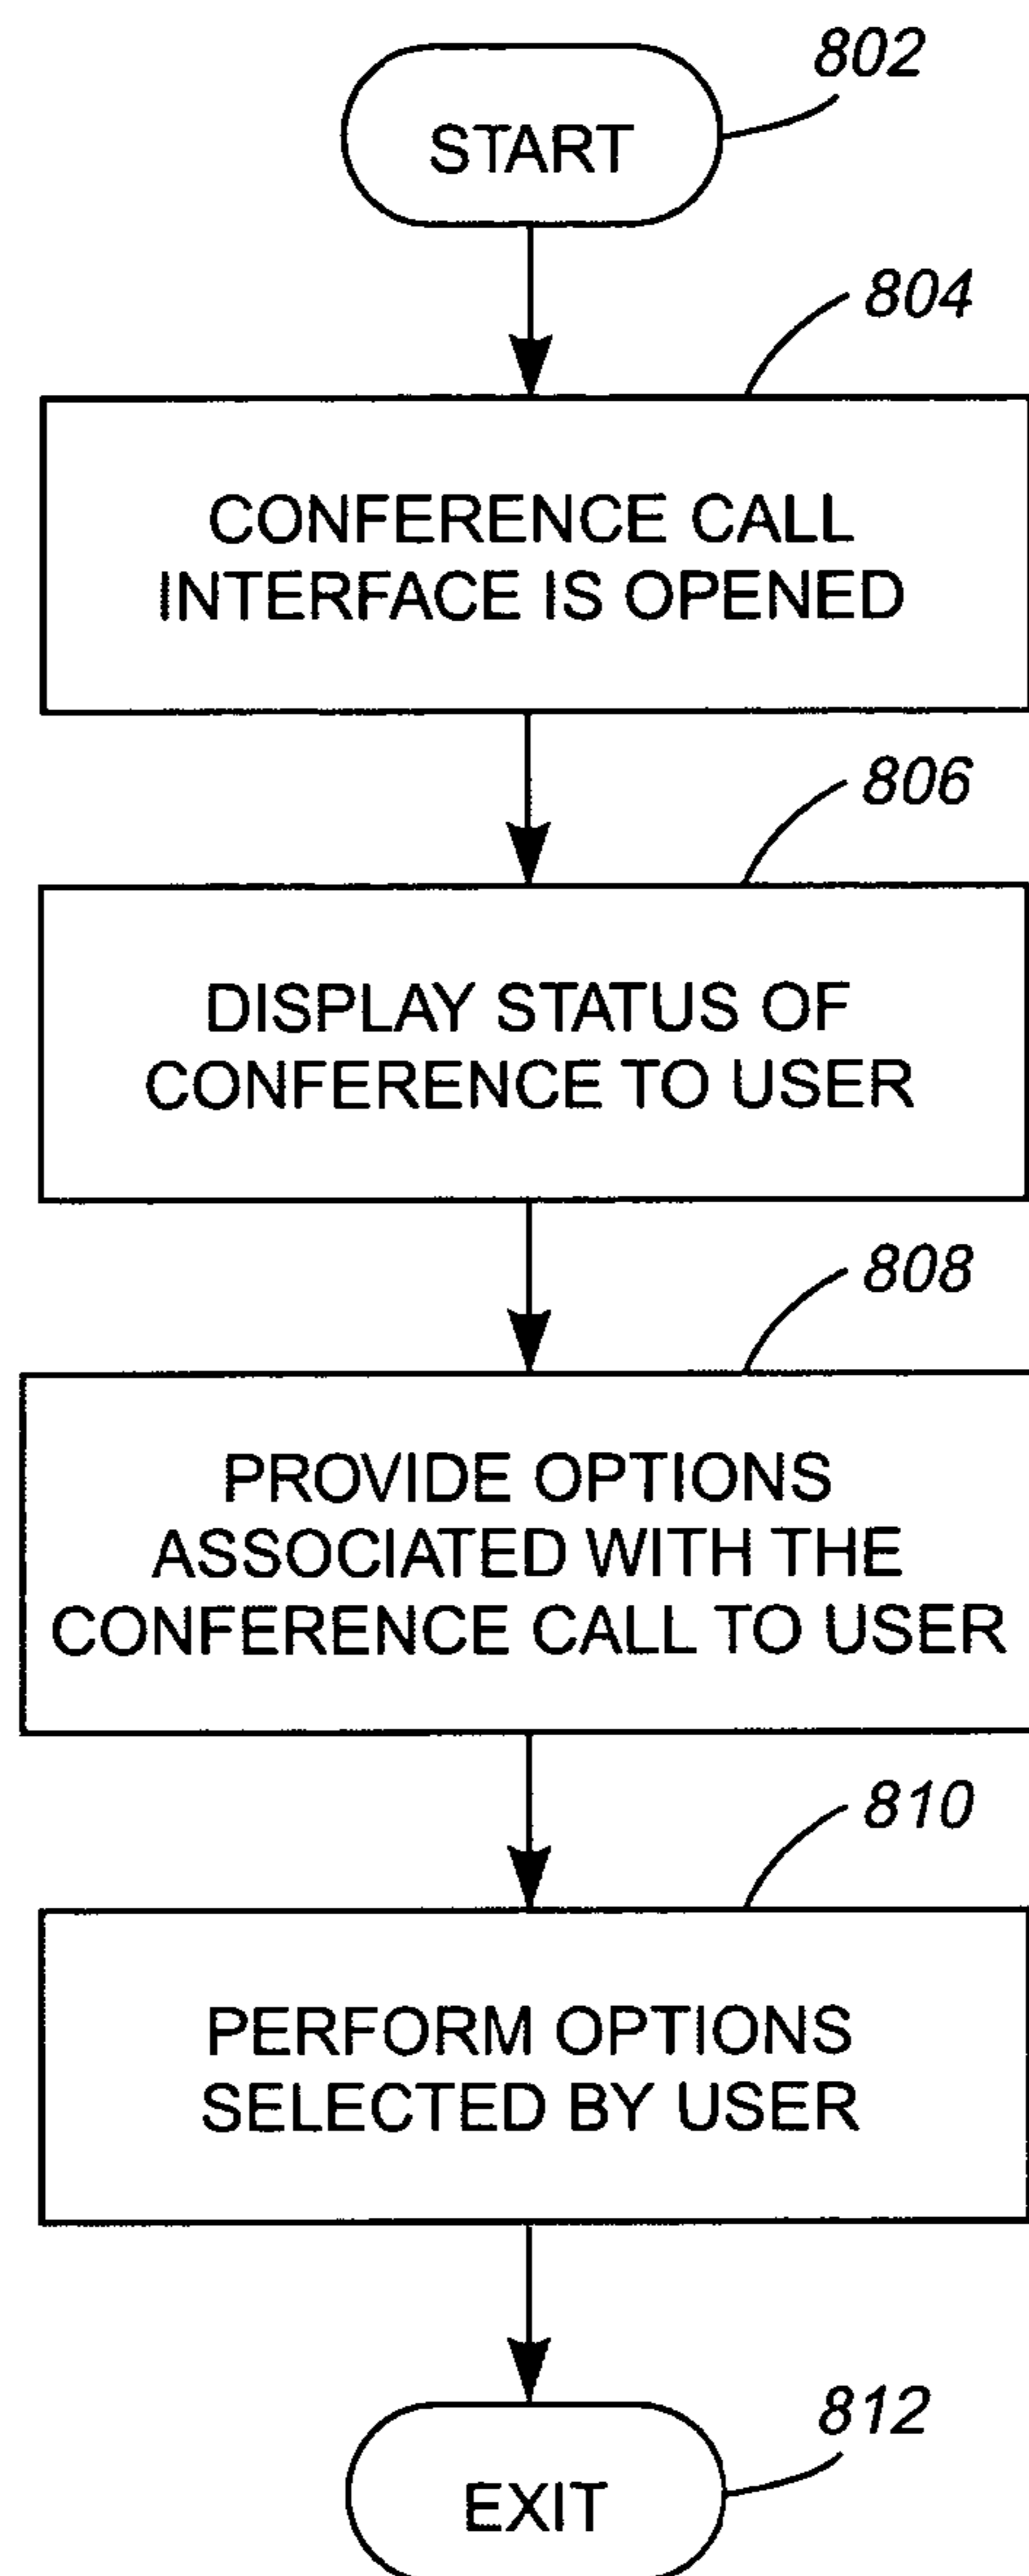 802
START
804
CONFERENCE CALL
INTERFACE IS OPENED
806
DISPLAY STATUS OF
CONFERENCE TO USER
808
PROVIDE OPTIONS
ASSOCIATED WITH THE
CONFERENCE CALL TO USER
810
PERFORM OPTIONS
SELECTED BY USER
812
EXIT